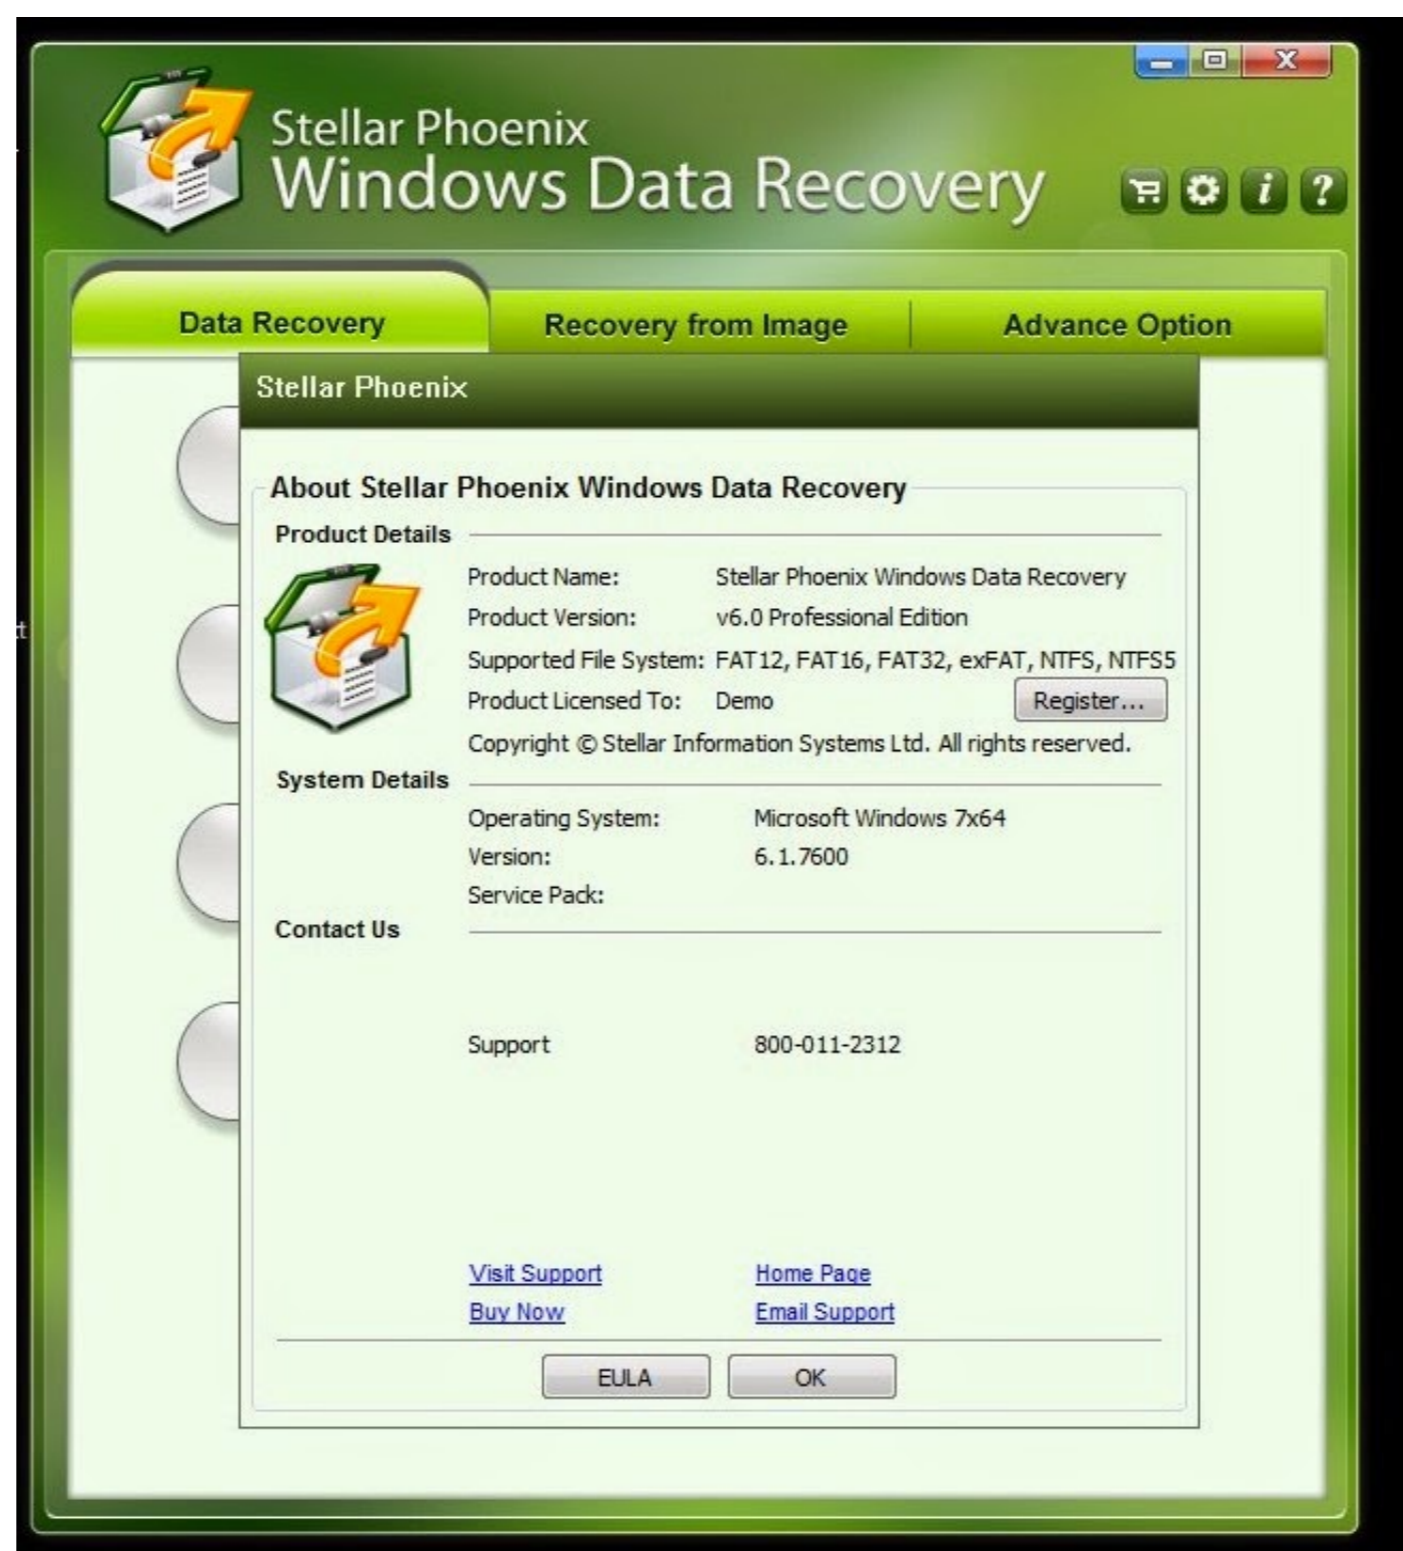 Stellar Phoenix
Windows Data Recovery
i ?
Data Recovery Recovery from Image Advance Option
Stellar Phoenix
About Stellar Phoenix Windows Data Recovery
Product Details
Product Name: Stellar Phoenix Windows Data Recovery
Product Version: v6.0 Professional Edition
Supported File System: FAT12, FAT16, FAT32, exFAT, NTFS, NTFS5
Product Licensed To: Demo Register...
Copyright © Stellar Information Systems Ltd. All rights reserved.
System Details
Operating System: Microsoft Windows 7x64
Version: 6.1.7600
Service Pack:
Contact Us
Support 800-011-2312
Visit Support Home Page
Buy Now Email Support
EULA OK